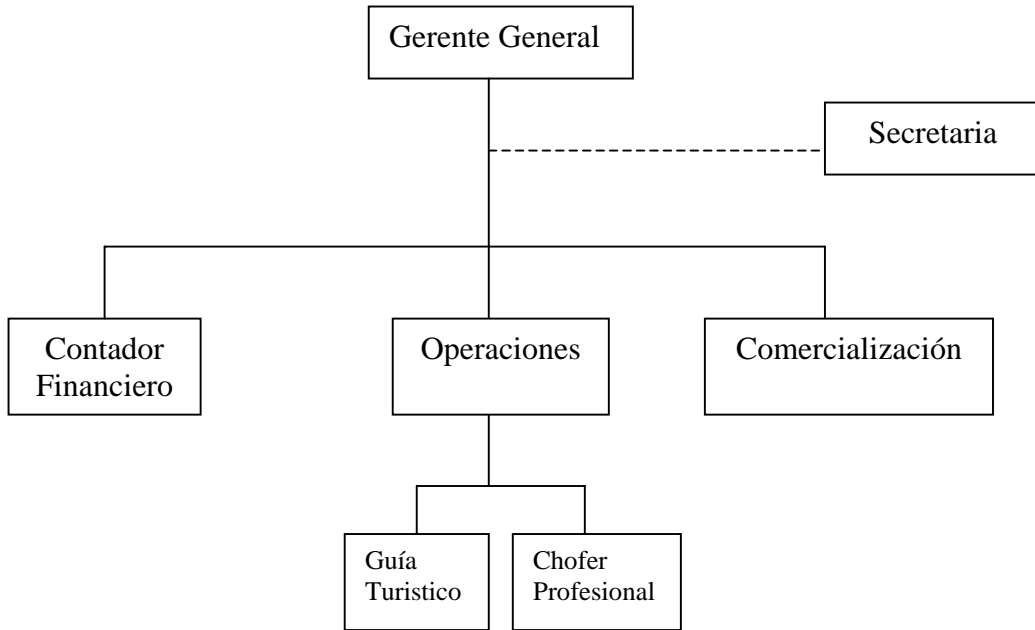 Gerente General
Secretaria
Contador
Financiero
Operaciones
Comercialización
Guía
Turistico
Chofer
Profesional